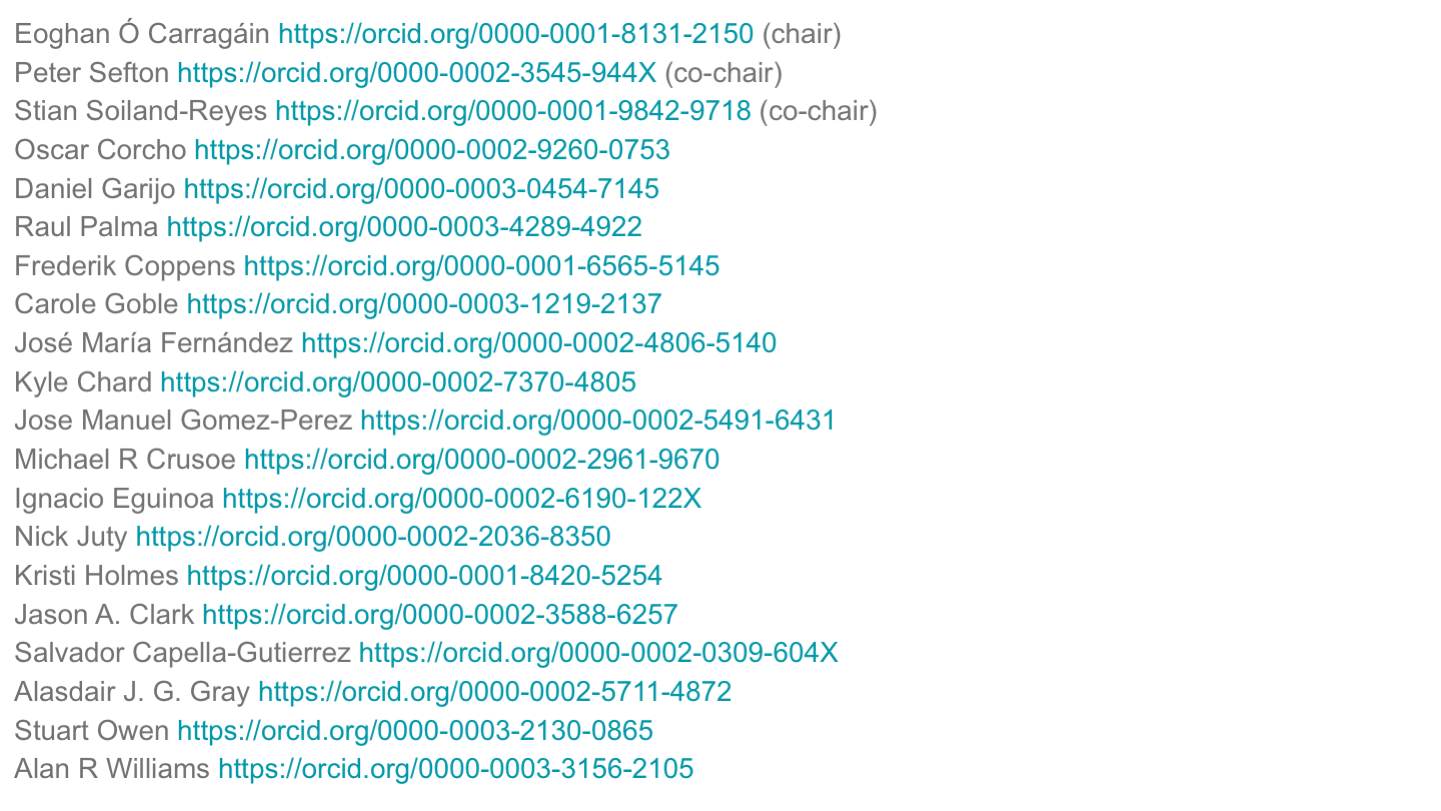 Eoghan Ó Carragáin https://orcid.org/0000-0001-8131-2150 (chair)
Peter Sefton https://orcid.org/0000-0002-3545-944X (co-chair)
Stian Soiland-Reyes https://orcid.org/0000-0001-9842-9718 (co-chair)
Oscar Corcho https://orcid.org/0000-0002-9260-0753
Daniel Garijo https://orcid.org/0000-0003-0454-7145
Raul Palma https://orcid.org/0000-0003-4289-4922
Frederik Coppens https://orcid.org/0000-0001-6565-5145
Carole Goble https://orcid.org/0000-0003-1219-2137
José María Fernández https://orcid.org/0000-0002-4806-5140
Kyle Chard https://orcid.org/0000-0002-7370-4805
Jose Manuel Gomez-Perez https://orcid.org/0000-0002-5491-6431
Michael R Crusoe https://orcid.org/0000-0002-2961-9670
Ignacio Eguinoa https://orcid.org/0000-0002-6190-122X
Nick Juty https://orcid.org/0000-0002-2036-8350
Kristi Holmes https://orcid.org/0000-0001-8420-5254
Jason A. Clark https://orcid.org/0000-0002-3588-6257
Salvador Capella-Gutierrez https://orcid.org/0000-0002-0309-604X
Alasdair J. G. Gray https://orcid.org/0000-0002-5711-4872
Stuart Owen https://orcid.org/0000-0003-2130-0865
Alan R Williams https://orcid.org/0000-0003-3156-2105